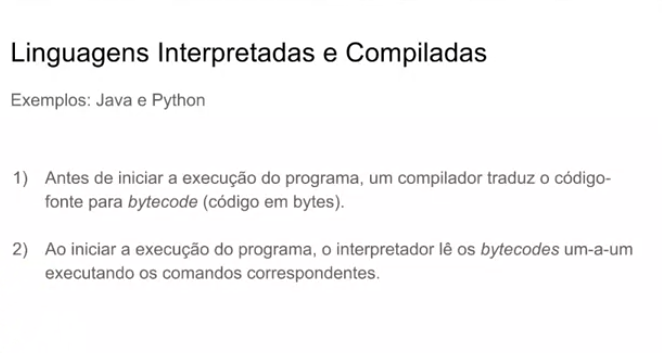 Linguagens Interpretadas e Compiladas
Exemplos: Java e Python
1) Antes de iniciar a execução do programa, um compilador traduz o código-
fonte para bytecode (código em bytes).
2) Ao iniciar a execução do programa, o interpretador lê os bytecodes um-a-um
executando os comandos correspondentes.